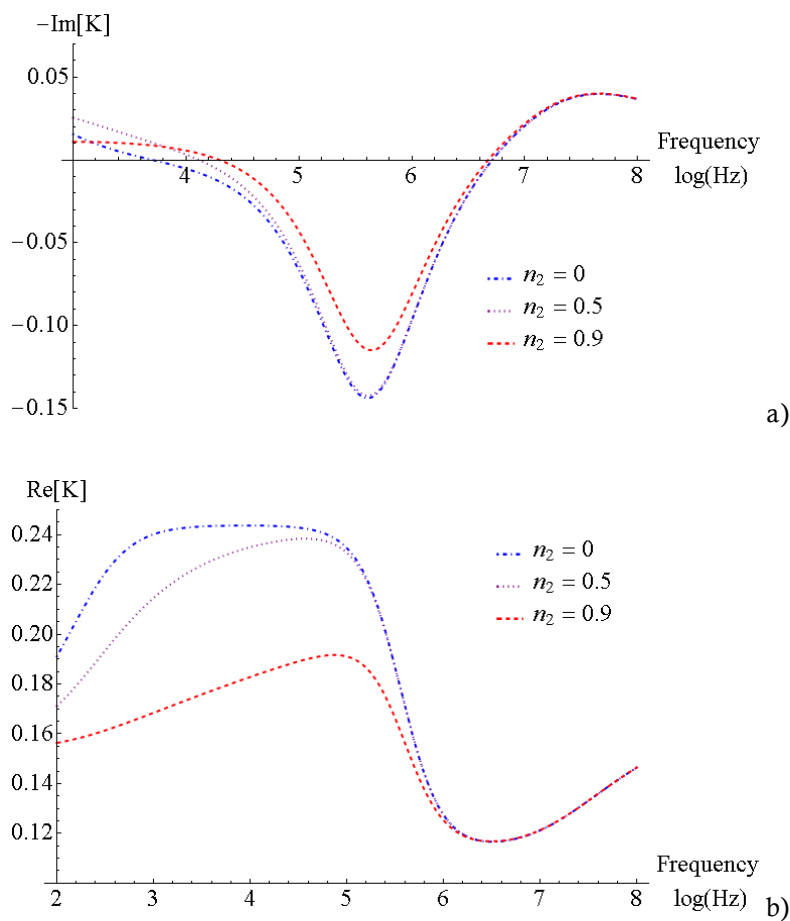 −Im[K]
0.05
Frequency
log(Hz)
4 5 6 7 8
−0.05
n₂ = 0
−0.10
n₂ = 0.5
n₂ = 0.9
−0.15
a)
Re[K]
0.24
n₂ = 0
0.22
n₂ = 0.5
n₂ = 0.9
0.20
0.18
0.16
0.14
0.12
Frequency
log(Hz)
2 3 4 5 6 7 8
b)